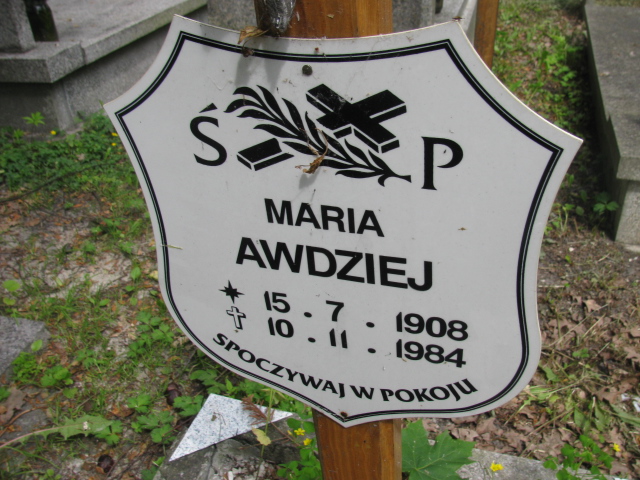 Ś P
MARIA
AWDZIEJ
15 . 7 . 1908
10 . 11 . 1984
SPOCZYWAJ W POKOJU